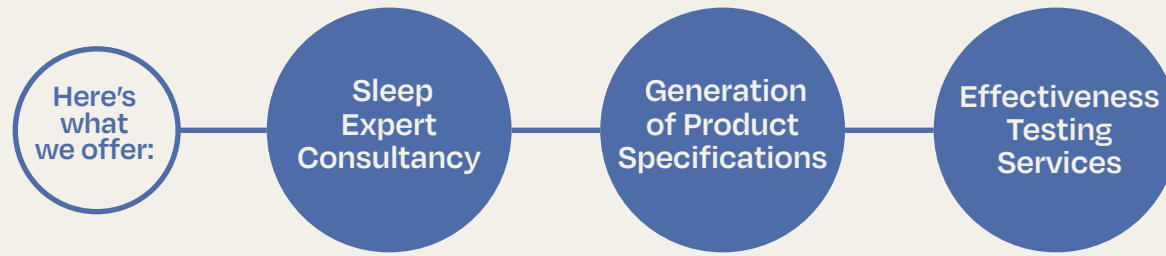 Here's
what
we offer:
Sleep
Expert
Consultancy
Generation
of Product
Specifications
Effectiveness
Testing
Services